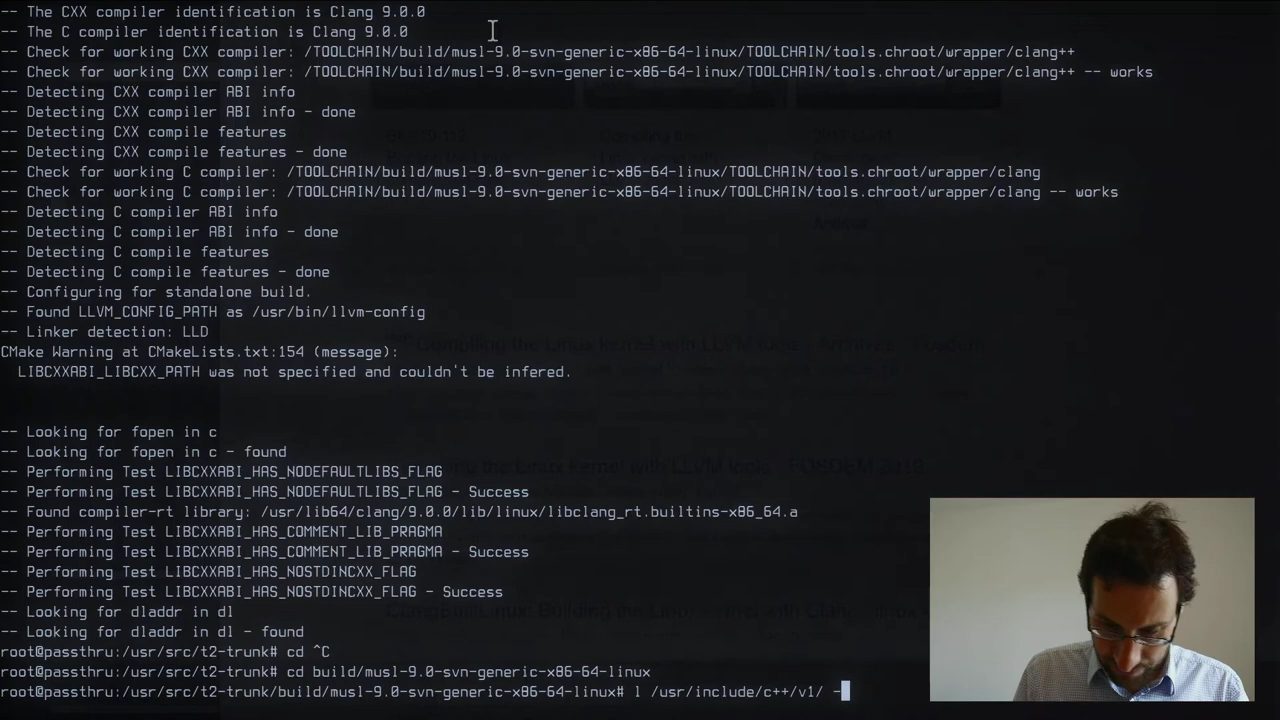 -- The CXX compiler identification is Clang 9.0.0
-- The C compiler identification is Clang 9.0.0
-- Check for working CXX compiler: /TOOLCHAIN/build/musl-9.0-svn-generic-x86-64-linux/TOOLCHAIN/tools.chroot/wrapper/clang++
-- Check for working CXX compiler: /TOOLCHAIN/build/musl-9.0-svn-generic-x86-64-linux/TOOLCHAIN/tools.chroot/wrapper/clang++ -- works
-- Detecting CXX compiler ABI info
-- Detecting CXX compiler ABI info - done
-- Detecting CXX compile features
-- Detecting CXX compile features - done
-- Check for working C compiler: /TOOLCHAIN/build/musl-9.0-svn-generic-x86-64-linux/TOOLCHAIN/tools.chroot/wrapper/clang
-- Check for working C compiler: /TOOLCHAIN/build/musl-9.0-svn-generic-x86-64-linux/TOOLCHAIN/tools.chroot/wrapper/clang -- works
-- Detecting C compiler ABI info
-- Detecting C compiler ABI info - done
-- Detecting C compile features
-- Detecting C compile features - done
-- Configuring for standalone build.
-- Found LLVM_CONFIG_PATH as /usr/bin/llvm-config
-- Linker detection: LLD
CMake Warning at CMakeLists.txt:154 (message):
LIBCXXABI_LIBCXX_PATH was not specified and couldn't be infered.
-- Looking for fopen in c
-- Looking for fopen in c - found
-- Performing Test LIBCXXABI_HAS_NODEFAULTLIBS_FLAG
-- Performing Test LIBCXXABI_HAS_NODEFAULTLIBS_FLAG - Success
-- Found compiler-rt library: /usr/lib64/clang/9.0.0/lib/linux/libclang_rt.builtins-x86_64.a
-- Performing Test LIBCXXABI_HAS_COMMENT_LIB_PRAGMA
-- Performing Test LIBCXXABI_HAS_COMMENT_LIB_PRAGMA - Success
-- Performing Test LIBCXXABI_HAS_NOSTDINCXX_FLAG
-- Performing Test LIBCXXABI_HAS_NOSTDINCXX_FLAG - Success
-- Looking for dladdr in dl
-- Looking for dladdr in dl - found
root@passthru:/usr/src/t2-trunk# cd ^C
root@passthru:/usr/src/t2-trunk# cd build/musl-9.0-svn-generic-x86-64-linux
root@passthru:/usr/src/t2-trunk/build/musl-9.0-svn-generic-x86-64-linux# l /usr/include/c++/v1/ -